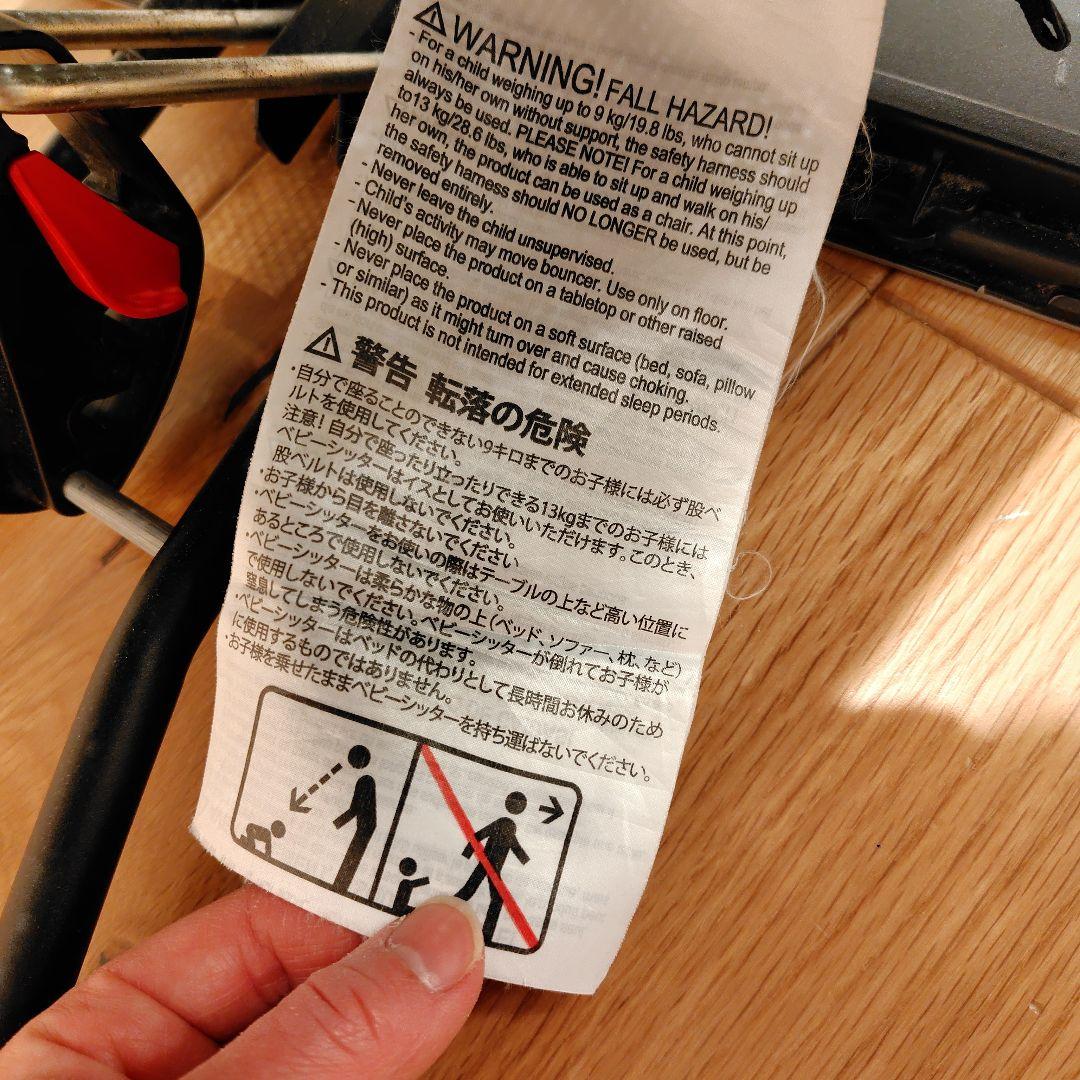 ⚠WARNING! FALL HAZARD!
- For a child weighing up to 9 kg/19.8 lbs, who cannot sit up
on his/her own without support, the safety harness should
always be used. PLEASE NOTE! For a child weighing up
to13 kg/28.6 lbs, who is able to sit up and walk on his/
her own, the product can be used as a chair. At this point,
the safety harness should NO LONGER be used, but be
removed entirely.
- Never leave the child unsupervised.
- Child's activity may move bouncer. Use only on floor.
- Never place the product on a tabletop or other raised
(high) surface.
- Never place the product on a soft surface (bed, sofa, pillow
or similar) as it might turn over and cause choking.
- This product is not intended for extended sleep periods.
⚠ 警告 転落の危険
・自分で座ることのできない9キロまでのお子様には必ず股ベ
ルトを使用してください。
注意！自分で座ったり立ったりできる13kgまでのお子様には
ベビーシッターはイスとしてお使いいただけます。このとき、
股ベルトは使用しないでください。
・お子様から目を離さないでください
・ベビーシッターをお使いの際はテーブルの上など高い位置に
あるところで使用しないでください。
・ベビーシッターは柔らかな物の上（ベッド、ソファー、枕、など）
で使用しないでください。ベビーシッターが倒れてお子様が
窒息してしまう危険性があります。
・ベビーシッターはベッドの代わりとして長時間お休みのため
に使用するものではありません。
・お子様を乗せたままベビーシッターを持ち運ばないでください。